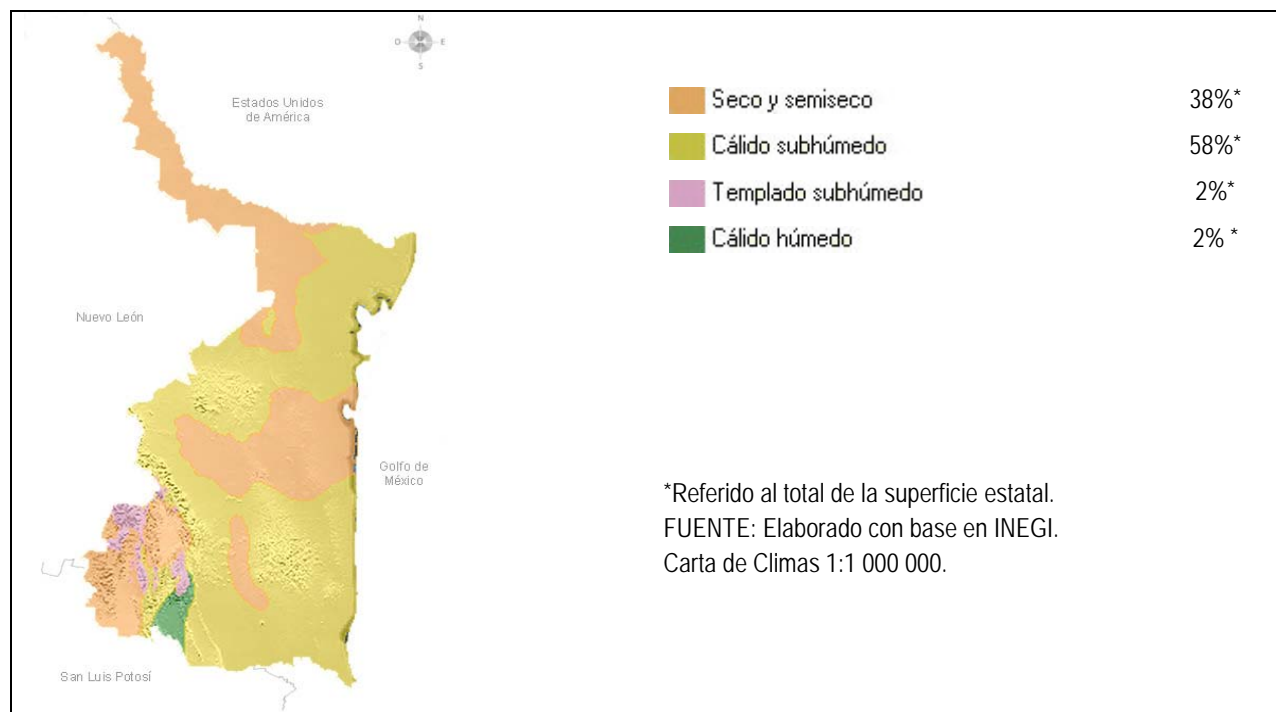 N
O E
S
Estados Unidos
de América
Nuevo León
Golfo de
México
San Luis Potosí
Seco y semiseco 38%*
Cálido subhúmedo 58%*
Templado subhúmedo 2%*
Cálido húmedo 2% *
*Referido al total de la superficie estatal.
FUENTE: Elaborado con base en INEGI.
Carta de Climas 1:1 000 000.